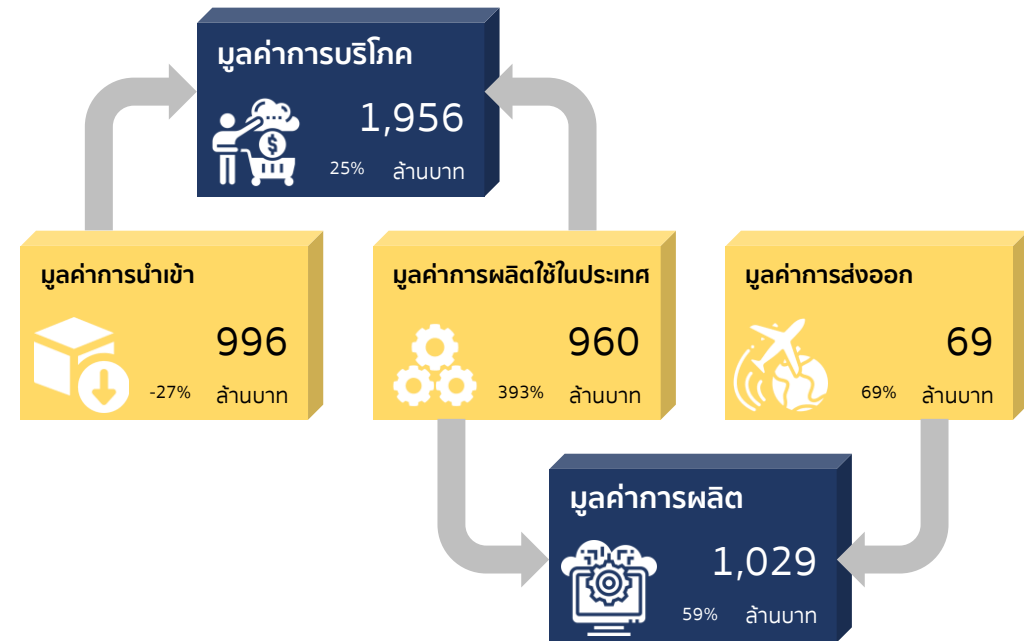 มูลค่าการบริโภค
1,956
25% ล้านบาท
มูลค่าการนำเข้า
996
-27% ล้านบาท
มูลค่าการผลิตใช้ในประเทศ
960
393% ล้านบาท
มูลค่าการส่งออก
69
69% ล้านบาท
มูลค่าการผลิต
1,029
59% ล้านบาท